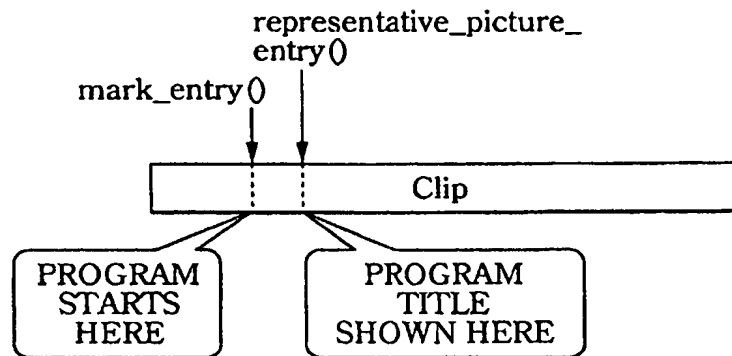 representative_picture_
entry()
mark_entry()
Clip
PROGRAM
STARTS
HERE
PROGRAM
TITLE
SHOWN HERE